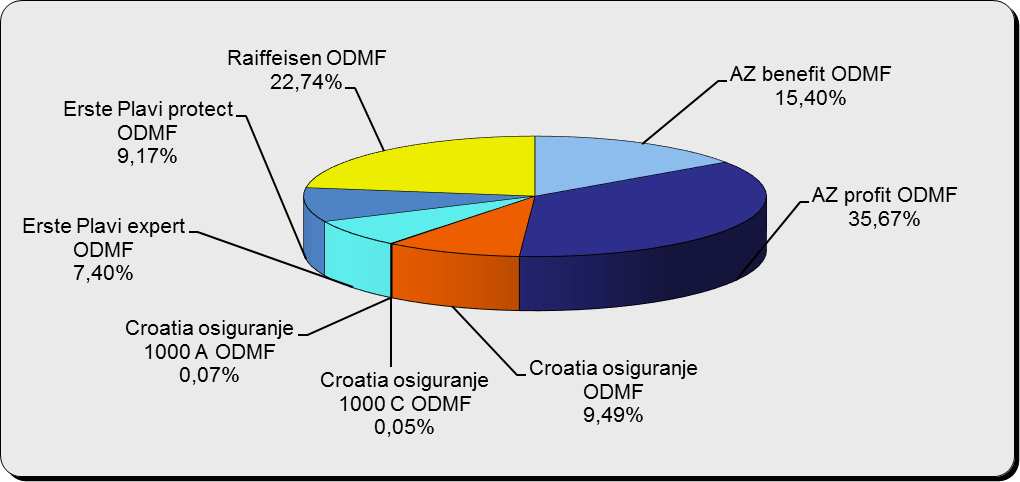 Raiffeisen ODMF
22,74%
AZ benefit ODMF
15,40%
Erste Plavi protect
ODMF
9,17%
AZ profit ODMF
35,67%
Erste Plavi expert
ODMF
7,40%
Croatia osiguranje
1000 A ODMF
0,07%
Croatia osiguranje
1000 C ODMF
0,05%
Croatia osiguranje
ODMF
9,49%